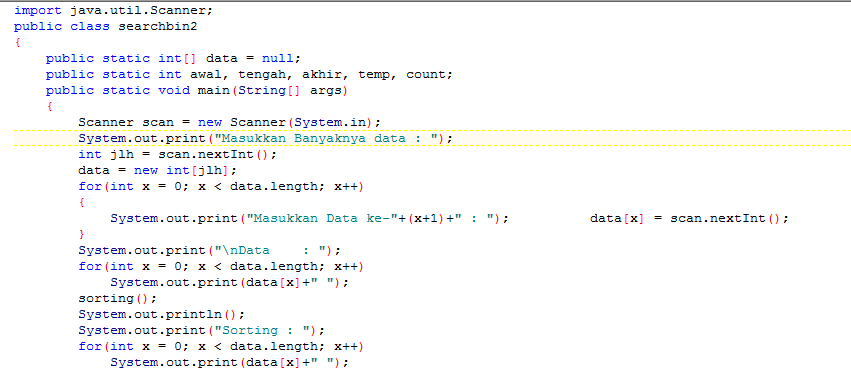 import java.util.Scanner;
public class searchbin2
{
    public static int[] data = null;
    public static int awal, tengah, akhir, temp, count;
    public static void main(String[] args)
    {
        Scanner scan = new Scanner(System.in);
        System.out.print("Masukkan Banyaknya data : ");
        int jlh = scan.nextInt();
        data = new int[jlh];
        for(int x = 0; x < data.length; x++)
        {
            System.out.print("Masukkan Data ke-"+(x+1)+" : ");          data[x] = scan.nextInt();
        }
        System.out.print("\nData    : ");
        for(int x = 0; x < data.length; x++)
            System.out.print(data[x]+" ");
        sorting();
        System.out.println();
        System.out.print("Sorting : ");
        for(int x = 0; x < data.length; x++)
            System.out.print(data[x]+" ");